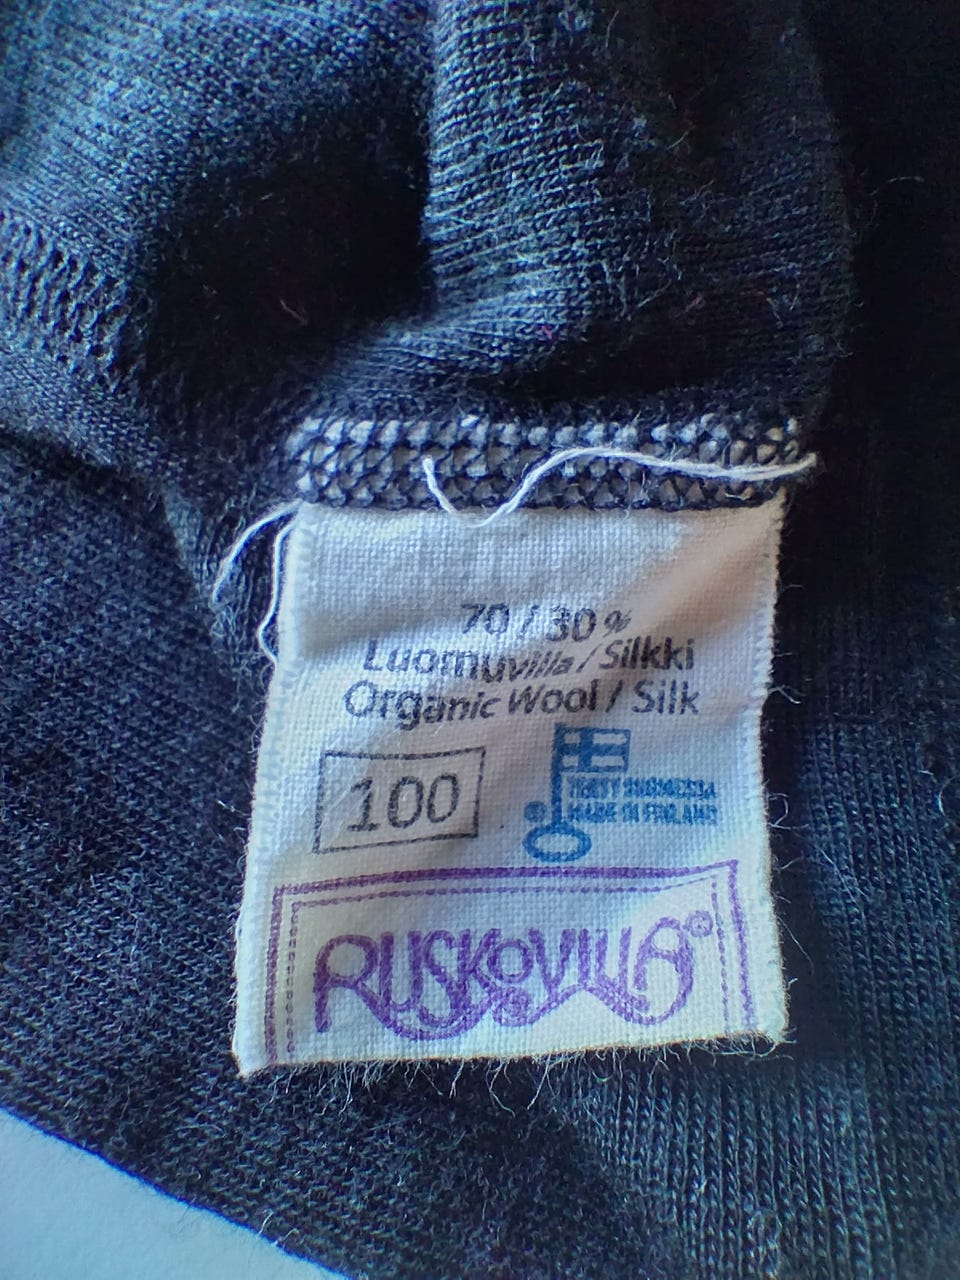 70 / 30 %
Luomuvilla / Silkki
Organic Wool / Silk
100
TEHTY SUOMESSA
MADE IN FINLAND
RUSKOVILLA®